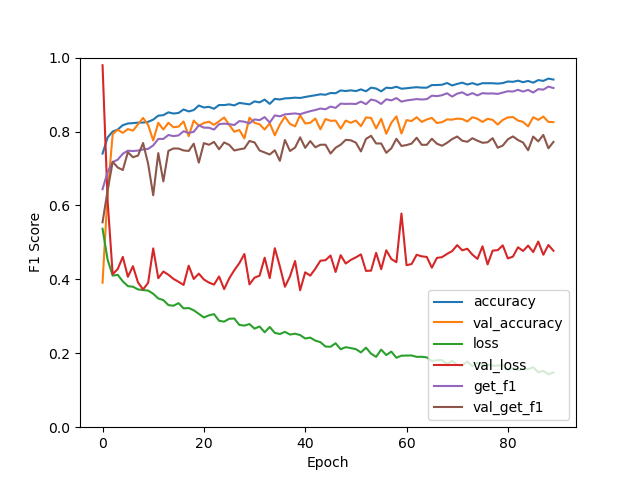 1.0
0.8
0.6
0.4
0.2
0.0
F1 Score
0 20 40 60 80
Epoch
accuracy
val_accuracy
loss
val_loss
get_f1
val_get_f1